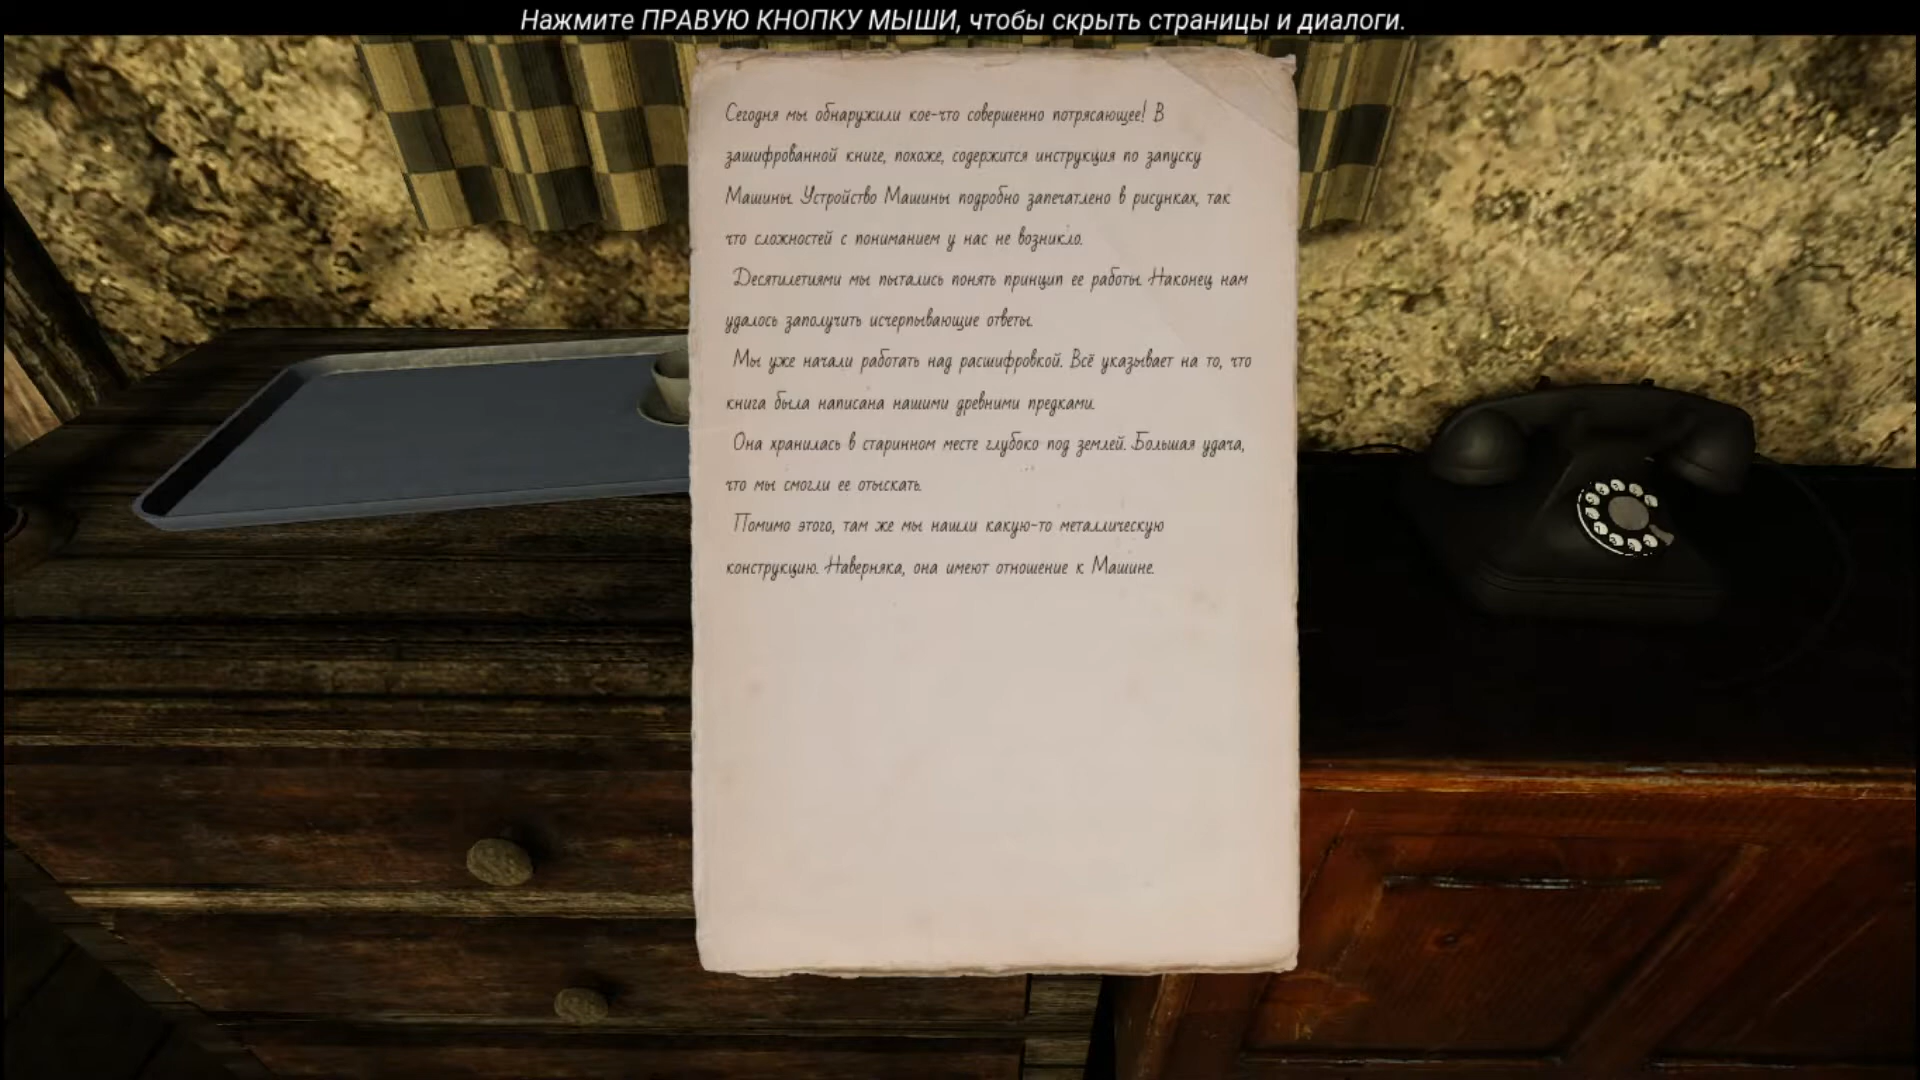 Нажмите ПРАВУЮ КНОПКУ МЫШИ, чтобы скрыть страницы и диалоги.
Сегодня мы обнаружили кое-что совершенно потрясающее! В
зашифрованной книге, похоже, содержится инструкция по запуску
Машины. Устройство Машины подробно запечатлено в рисунках, так
что сложностей с пониманием у нас не возникло.
Десятилетиями мы пытались понять принцип ее работы. Наконец нам
удалось заполучить исчерпывающие ответы.
Мы уже начали работать над расшифровкой. Всё указывает на то, что
книга была написана нашими древними предками.
Она хранилась в старинном месте глубоко под землей. Большая удача,
что мы смогли ее отыскать.
Помимо этого, там же мы нашли какую-то металлическую
конструкцию. Наверняка, она имеют отношение к Машине.